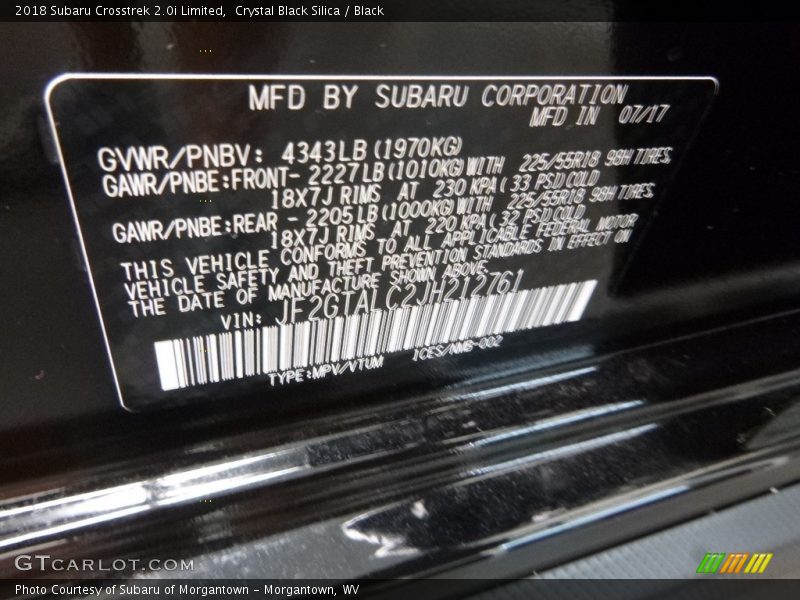 2018 Subaru Crosstrek 2.0i Limited, Crystal Black Silica / Black
MFD BY SUBARU CORPORATION
MFD IN 07/17
GVWR/PNBV: 4343LB (1970KG)
GAWR/PNBE:FRONT- 2227LB (1010KG) WITH 225/55R18 98H TIRES,
18X7J RIMS AT 230 KPA ( 33 PSI) COLD
GAWR/PNBE:REAR - 2205LB (1000KG) WITH 225/55R18 98H TIRES,
18X7J RIMS AT 220 KPA ( 32 PSI) COLD
THIS VEHICLE CONFORMS TO ALL APPLICABLE FEDERAL MOTOR
VEHICLE SAFETY AND THEFT PREVENTION STANDARDS IN EFFECT ON
THE DATE OF MANUFACTURE SHOWN ABOVE.
VIN: JF2GTALC2JH212761
TYPE:MPV/VTUM ICES/NMB-002
GTCARLOT.COM
Photo Courtesy of Subaru of Morgantown - Morgantown, WV